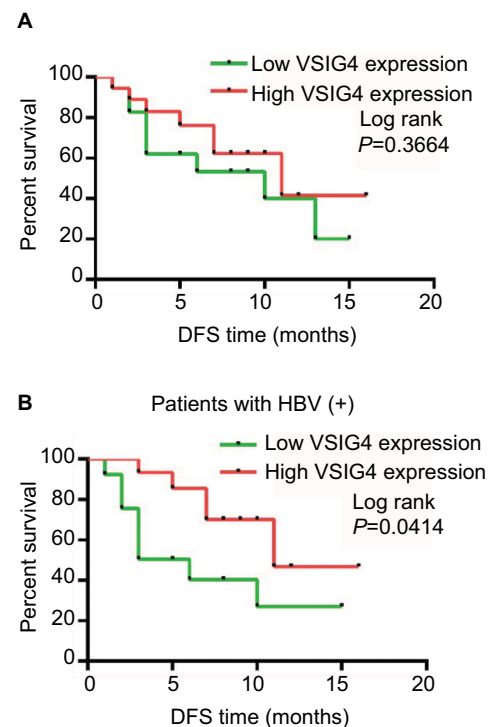 A
Low VSIG4 expression
High VSIG4 expression
Log rank
P=0.3664
Percent survival
100
80
60
40
20
0
0 5 10 15 20
DFS time (months)
B
Patients with HBV (+)
Low VSIG4 expression
High VSIG4 expression
Log rank
P=0.0414
Percent survival
100
80
60
40
20
0
0 5 10 15 20
DFS time (months)